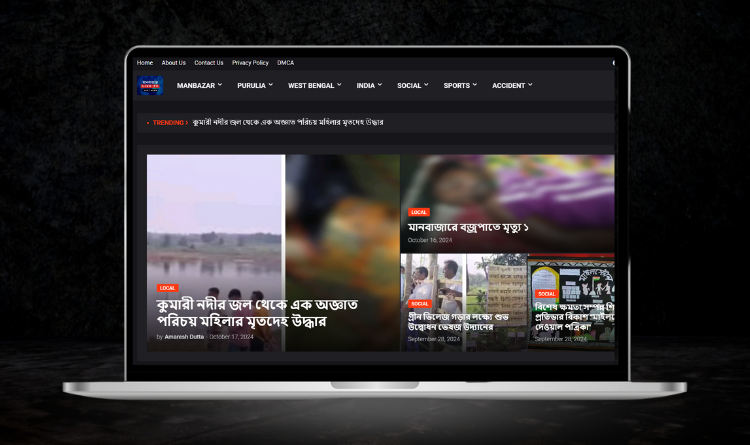 Home About Us Contact Us Privacy Policy DMCA
MANBAZAR PURULIA WEST BENGAL INDIA SOCIAL SPORTS ACCIDENT
TRENDING কুমারী নদীর জল থেকে এক অজ্ঞাত পরিচয় মহিলার মৃতদেহ উদ্ধার
LOCAL
কুমারী নদীর জল থেকে এক অজ্ঞাত
পরিচয় মহিলার মৃতদেহ উদ্ধার
by Amaresh Dutta - October 17, 2024
LOCAL
মানবাজারে বজ্রপাতে মৃত্যু ১
October 16, 2024
SOCIAL
গ্রীন ভিলেজ গড়ার লক্ষ্যে শুভ
উদ্বোধন ভেষজ উদ্যানের
September 28, 2024
SOCIAL
বিশেষ ক্ষমতা সম্পন্ন
প্রতিভার বিকাশ
দেওয়াল পত্রিকা
September 28, 2024